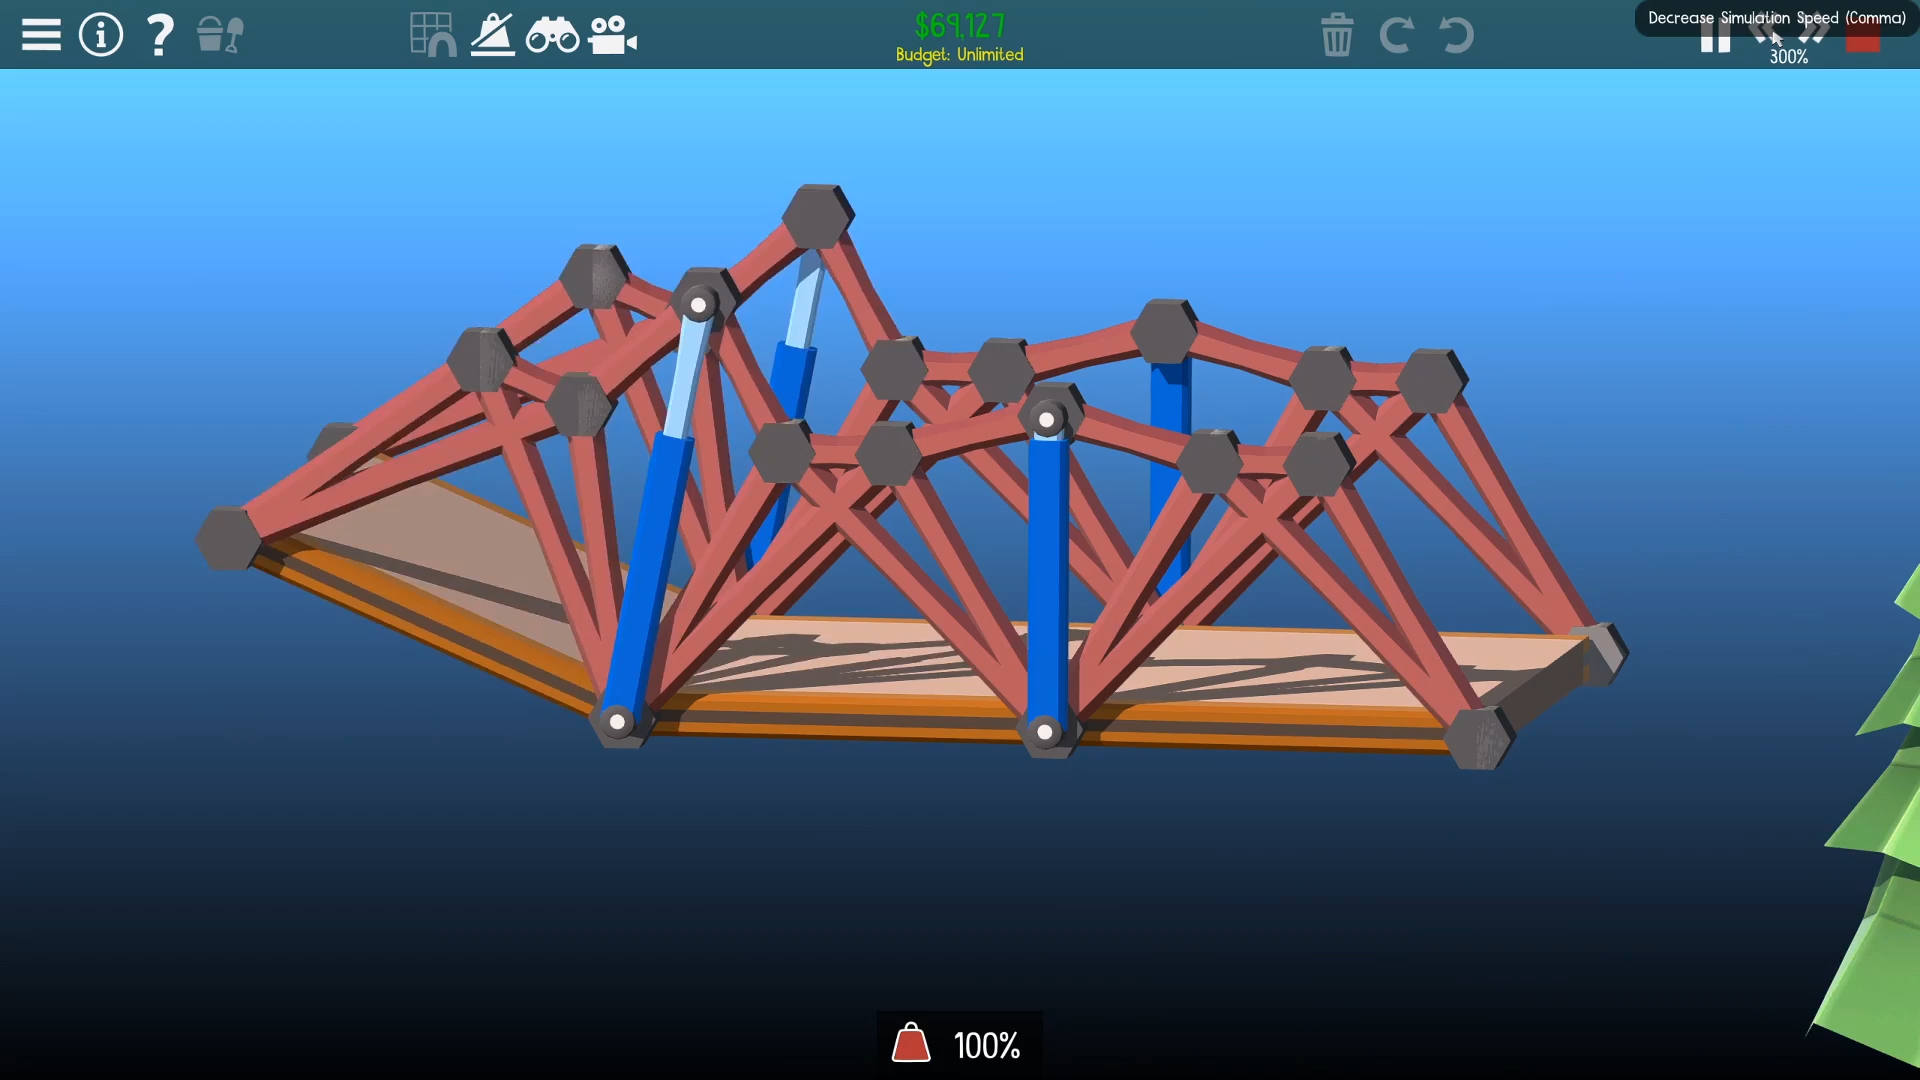 $69,127
Budget: Unlimited
Decrease Simulation Speed (Comma)
300%
100%